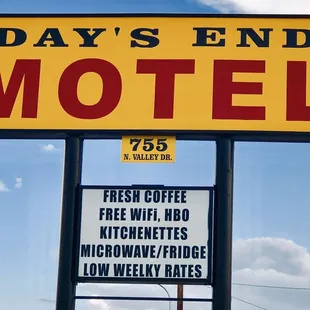 DAY'S END
MOTEL
755
N. VALLEY DR.
FRESH COFFEE
FREE WiFi, HBO
KITCHENETTES
MICROWAVE/FRIDGE
LOW WEELKY RATES